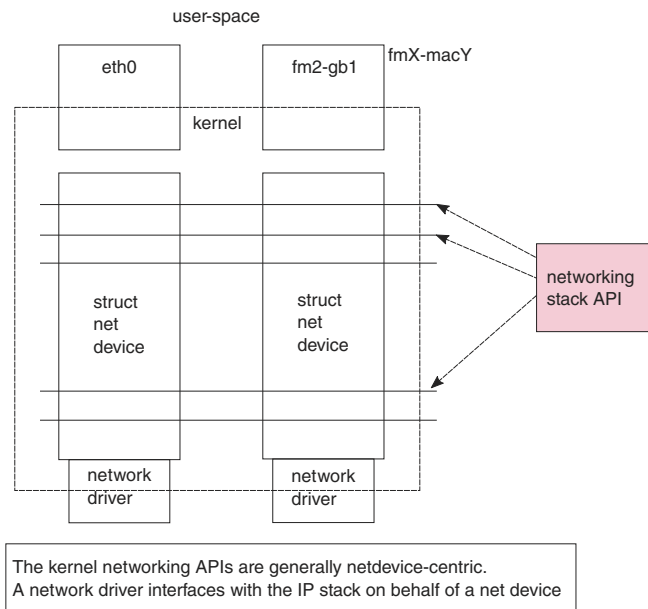 user-space
eth0
fm2-gb1
fmX-macY
kernel
networking
stack API
struct
net
device
struct
net
device
network
driver
network
driver
The kernel networking APIs are generally netdevice-centric.
A network driver interfaces with the IP stack on behalf of a net device